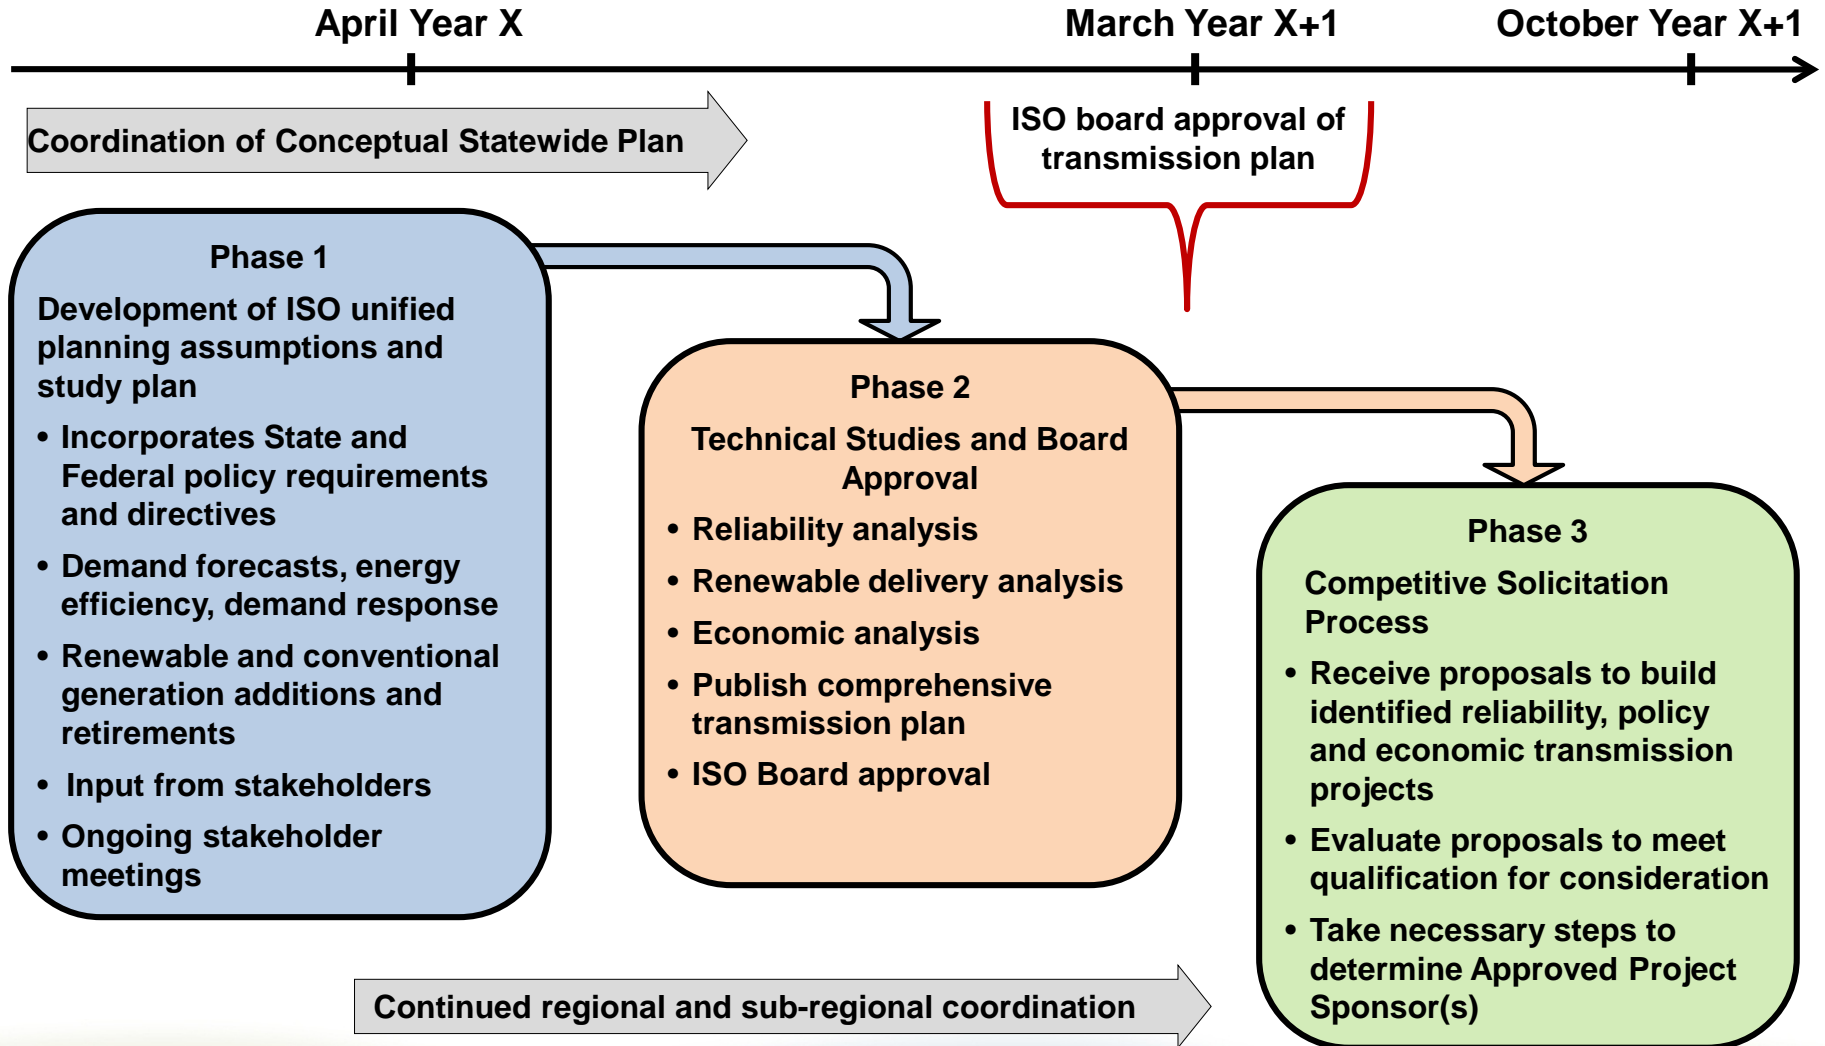 April Year X
March Year X+1
October Year X+1
Coordination of Conceptual Statewide Plan
ISO board approval of
transmission plan
Phase 1
Development of ISO unified
planning assumptions and
study plan
• Incorporates State and
Federal policy requirements
and directives
• Demand forecasts, energy
efficiency, demand response
• Renewable and conventional
generation additions and
retirements
• Input from stakeholders
• Ongoing stakeholder
meetings
Phase 2
Technical Studies and Board
Approval
• Reliability analysis
• Renewable delivery analysis
• Economic analysis
• Publish comprehensive
transmission plan
• ISO Board approval
Phase 3
Competitive Solicitation
Process
• Receive proposals to build
identified reliability, policy
and economic transmission
projects
• Evaluate proposals to meet
qualification for consideration
• Take necessary steps to
determine Approved Project
Sponsor(s)
Continued regional and sub-regional coordination